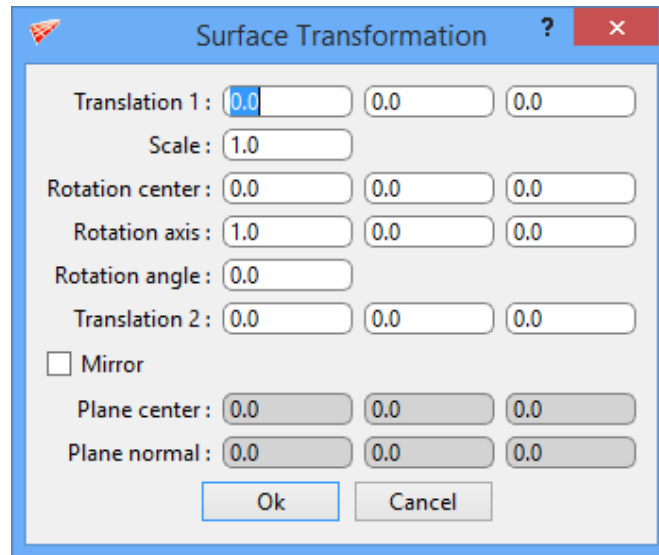 Surface Transformation ? ×
Translation 1 : 0.0 0.0 0.0
Scale : 1.0
Rotation center : 0.0 0.0 0.0
Rotation axis : 1.0 0.0 0.0
Rotation angle : 0.0
Translation 2 : 0.0 0.0 0.0
Mirror
Plane center : 0.0 0.0 0.0
Plane normal : 0.0 0.0 0.0
Ok Cancel